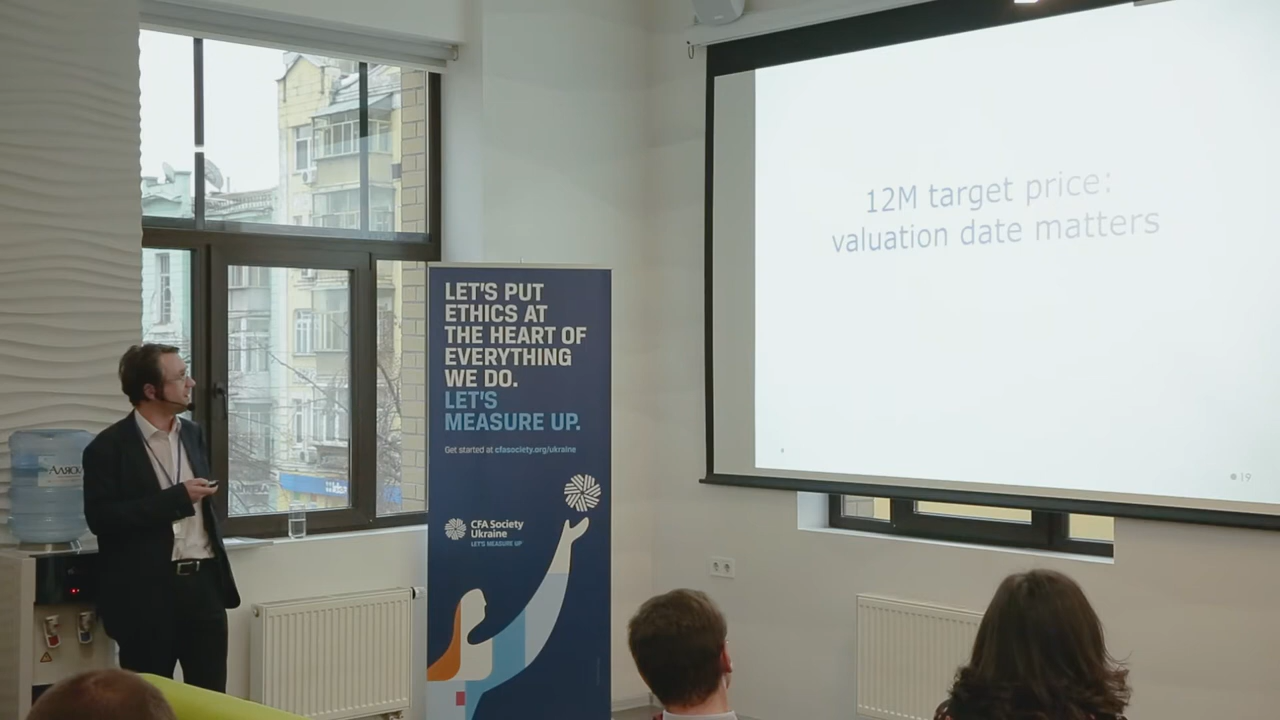 12M target price:
valuation date matters
19
LET'S PUT
ETHICS AT
THE HEART OF
EVERYTHING
WE DO.
LET'S
MEASURE UP.
Get started at cfasociety.org/ukraine
CFA Society
Ukraine
LET'S MEASURE UP